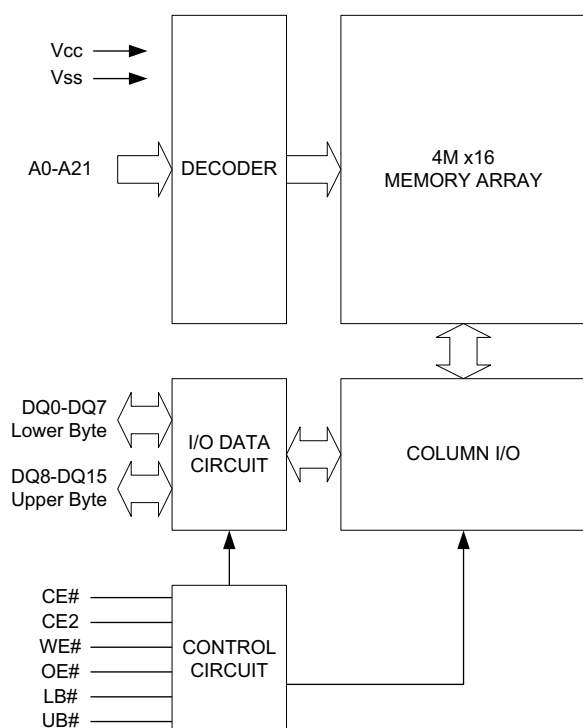 Vcc
Vss
A0-A21
DECODER
4M x16
MEMORY ARRAY
DQ0-DQ7
Lower Byte
DQ8-DQ15
Upper Byte
I/O DATA
CIRCUIT
COLUMN I/O
CE#
CE2
WE#
OE#
LB#
UB#
CONTROL
CIRCUIT